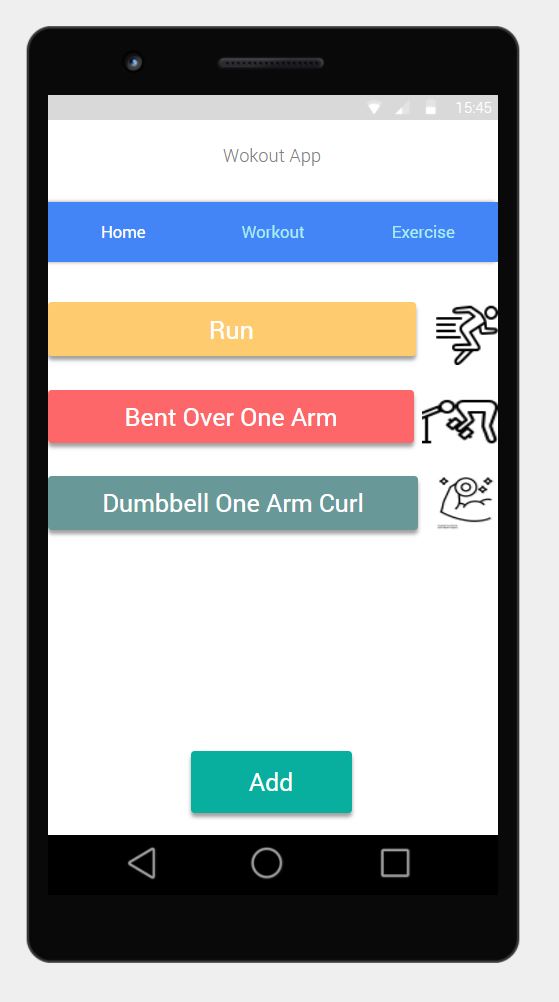 15:45
Wokout App
Home Workout Exercise
Run
Bent Over One Arm
Dumbbell One Arm Curl
Add